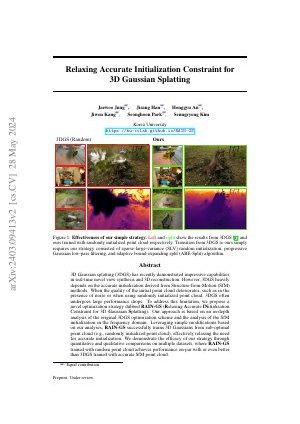 arXiv:2403.09413v2 [cs.CV] 28 May 2024
Relaxing Accurate Initialization Constraint for
3D Gaussian Splatting
Jaewoo Jung*, Jisang Han*, Honggyu An*,
Jiwon Kang*, Seonghoon Park*, Seungryong Kim
Korea University
https://ku-cvlab.github.io/RAIN-GS
3DGS (Random) Ours
Figure 1: Effectiveness of our simple strategy. Left and right show the results from 3DGS and
ours trained with randomly initialized point cloud respectively. Transition from 3DGS to ours simply
requires our strategy consisted of sparse-large-variance (SLV) random initialization, progressive
Gaussian low-pass filtering, and adaptive bound-expanding split (ABE-Split) algorithm.
Abstract
3D Gaussian splatting (3DGS) has recently demonstrated impressive capabilities
in real-time novel view synthesis and 3D reconstruction. However, 3DGS heavily
depends on the accurate initialization derived from Structure-from-Motion (SfM)
methods. When the quality of the initial point cloud deteriorates, such as in the
presence of noise or when using randomly initialized point cloud, 3DGS often
undergoes large performance drops. To address this limitation, we propose a
novel optimization strategy dubbed RAIN-GS (Relaxing Accurate INitialization
Constraint for 3D Gaussian Splatting). Our approach is based on an in-depth
analysis of the original 3DGS optimization scheme and the analysis of the SfM
initialization in the frequency domain. Leveraging simple modifications based
on our analyses, RAIN-GS successfully trains 3D Gaussians from sub-optimal
point cloud (e.g., randomly initialized point cloud), effectively relaxing the need
for accurate initialization. We demonstrate the efficacy of our strategy through
quantitative and qualitative comparisons on multiple datasets, where RAIN-GS
trained with random point cloud achieves performance on-par with or even better
than 3DGS trained with accurate SfM point cloud.
*: Equal contribution
Preprint. Under review.